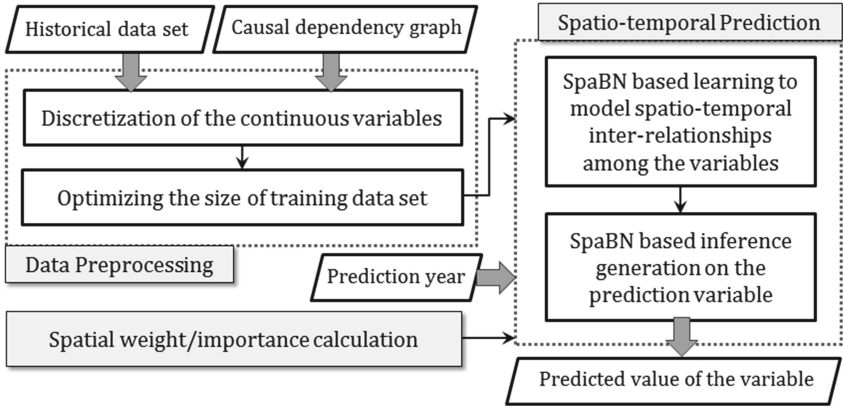 Historical data set
Causal dependency graph
Discretization of the continuous variables
Optimizing the size of training data set
Data Preprocessing
Prediction year
Spatial weight/importance calculation
Spatio-temporal Prediction
SpaBN based learning to
model spatio-temporal
inter-relationships
among the variables
SpaBN based inference
generation on the
prediction variable
Predicted value of the variable